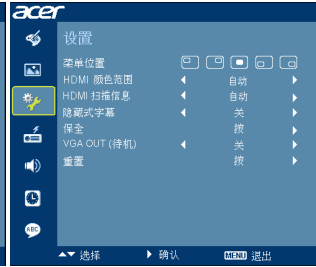 acer
设置
菜单位置
HDMI 颜色范围 自动
HDMI 扫描信息 自动
隐藏式字幕 关
保全 按
VGA OUT (待机) 关
重置 按
ABC
选择 确认 MENU 退出